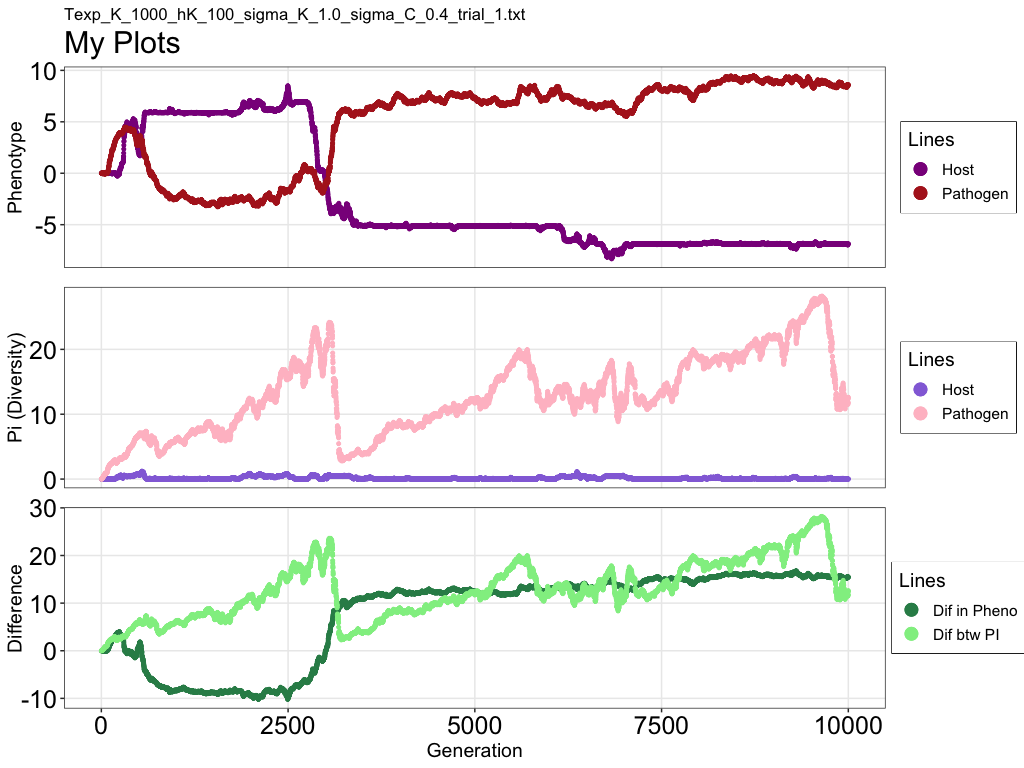 Texp_K_1000_hK_100_sigma_K_1.0_sigma_C_0.4_trial_1.txt
My Plots
10
5
0
-5
Phenotype
Lines
Host
Pathogen
20
10
0
Pi (Diversity)
Lines
Host
Pathogen
30
20
10
0
-10
Difference
Lines
Dif in Pheno
Dif btw PI
0 2500 5000 7500 10000
Generation